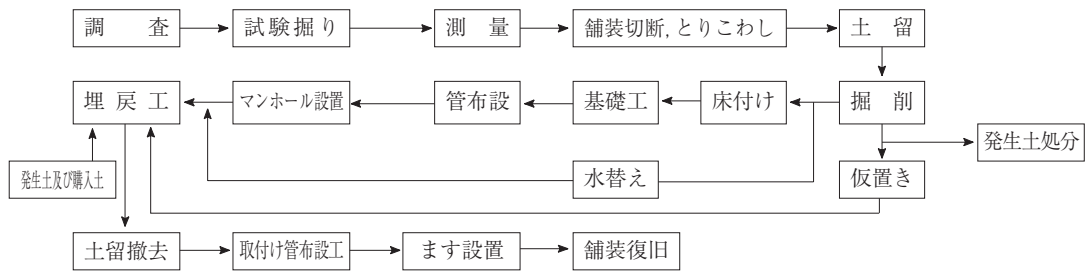 調 査
試験掘り
測 量
舗装切断, とりこわし
土 留
埋 戻 工
マンホール設置
管布設
基礎工
床付け
掘 削
発生土処分
発生土及び購入土
水替え
仮置き
土留撤去
取付け管布設工
ます設置
舗装復旧